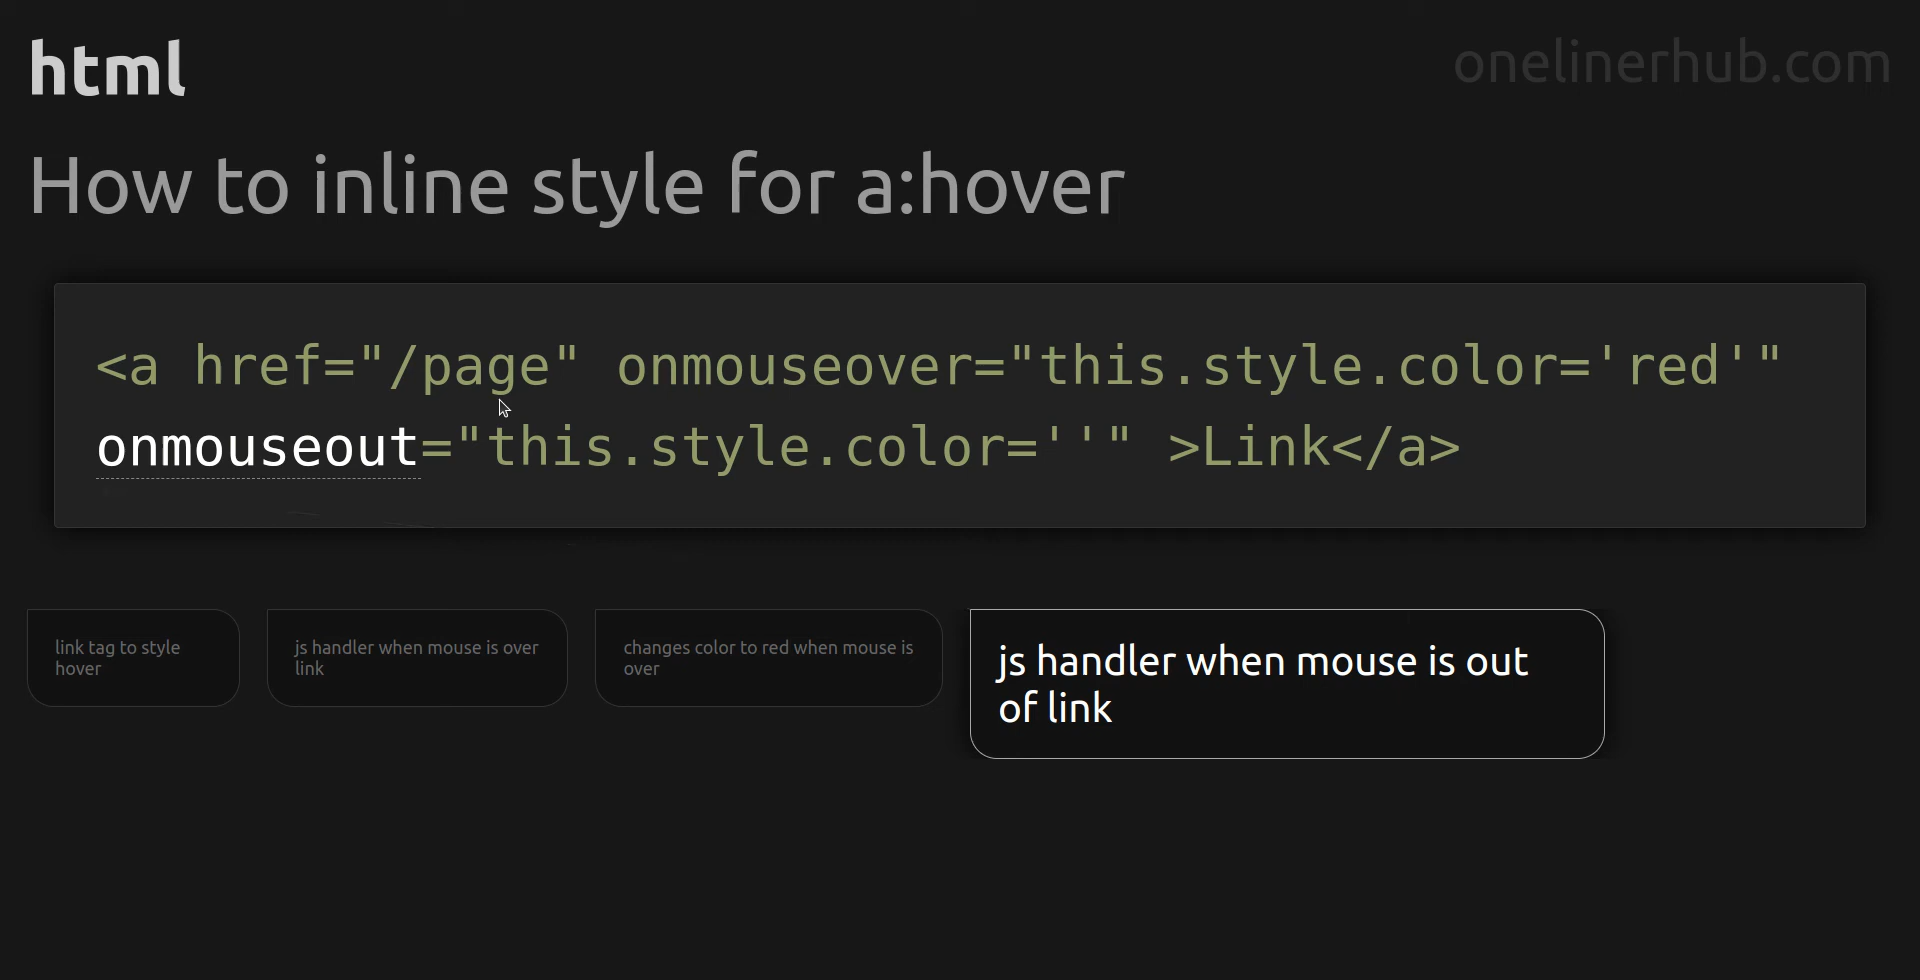 html
onelinerhub.com
How to inline style for a:hover
<a href="/page" onmouseover="this.style.color='red'"
onmouseout="this.style.color=''" >Link</a>
link tag to style
hover
js handler when mouse is over
link
changes color to red when mouse is
over
js handler when mouse is out
of link